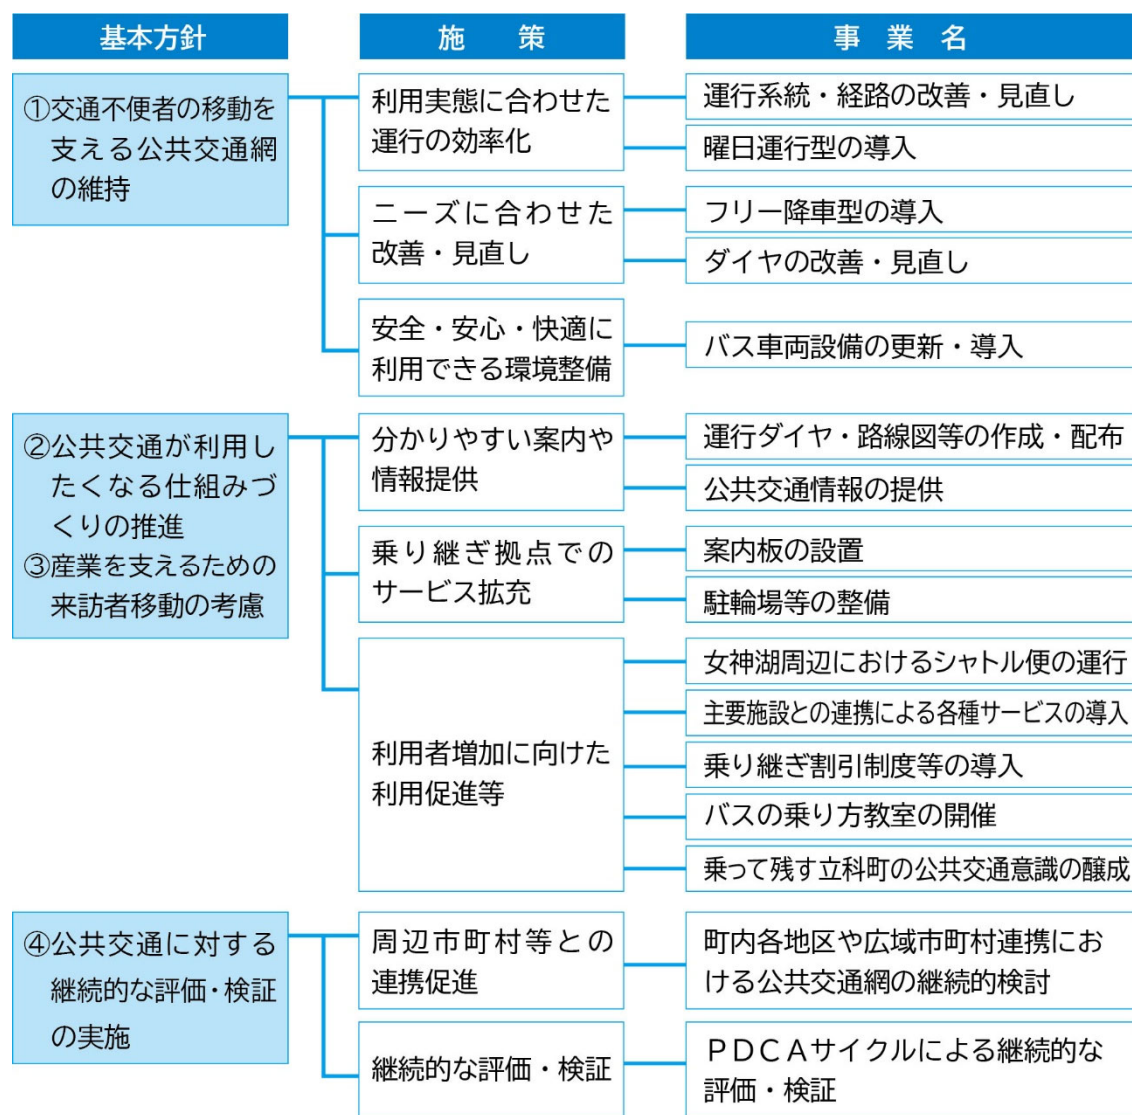 基本方針
施策
事業名
①交通不便者の移動を
支える公共交通網
の維持
利用実態に合わせた
運行の効率化
運行系統・経路の改善・見直し
曜日運行型の導入
ニーズに合わせた
改善・見直し
フリー降車型の導入
ダイヤの改善・見直し
安全・安心・快適に
利用できる環境整備
バス車両設備の更新・導入
②公共交通が利用し
たくなる仕組みづ
くりの推進
③産業を支えるための
来訪者移動の考慮
分かりやすい案内や
情報提供
運行ダイヤ・路線図等の作成・配布
公共交通情報の提供
乗り継ぎ拠点での
サービス拡充
案内板の設置
駐輪場等の整備
利用者増加に向けた
利用促進等
女神湖周辺におけるシャトル便の運行
主要施設との連携による各種サービスの導入
乗り継ぎ割引制度等の導入
バスの乗り方教室の開催
乗って残す立科町の公共交通意識の醸成
④公共交通に対する
継続的な評価・検証
の実施
周辺市町村等との
連携促進
町内各地区や広域市町村連携にお
ける公共交通網の継続的検討
継続的な評価・検証
ＰＤＣＡサイクルによる継続的な
評価・検証